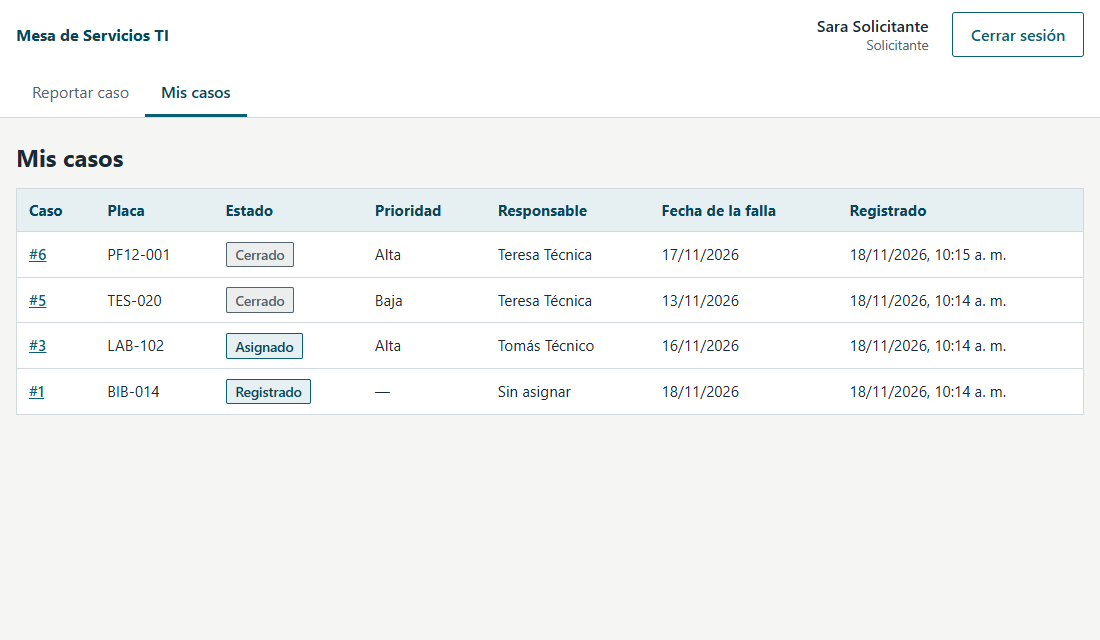 Mesa de Servicios TI
Sara Solicitante
Solicitante
Cerrar sesión
Reportar caso Mis casos
Mis casos
Caso Placa Estado Prioridad Responsable Fecha de la falla Registrado
#6 PF12-001 Cerrado Alta Teresa Técnica 17/11/2026 18/11/2026, 10:15 a. m.
#5 TES-020 Cerrado Baja Teresa Técnica 13/11/2026 18/11/2026, 10:14 a. m.
#3 LAB-102 Asignado Alta Tomás Técnico 16/11/2026 18/11/2026, 10:14 a. m.
#1 BIB-014 Registrado — Sin asignar 18/11/2026 18/11/2026, 10:14 a. m.